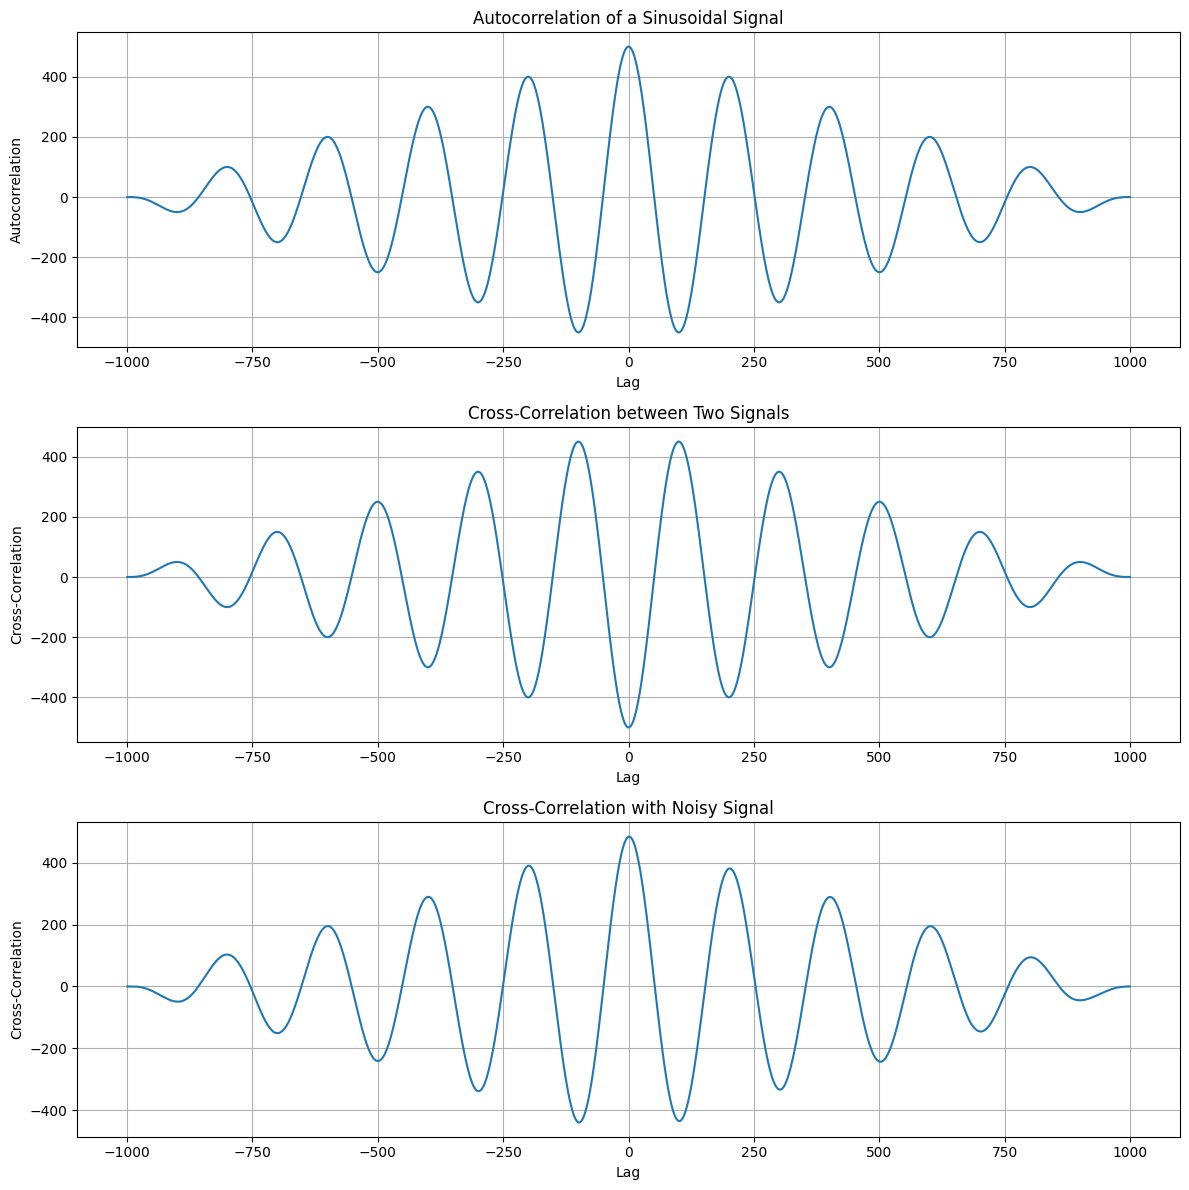 Autocorrelation of a Sinusoidal Signal
400
200
0
−200
−400
Autocorrelation
−1000 −750 −500 −250 0 250 500 750 1000
Lag
Cross-Correlation between Two Signals
400
200
0
−200
−400
Cross-Correlation
−1000 −750 −500 −250 0 250 500 750 1000
Lag
Cross-Correlation with Noisy Signal
400
200
0
−200
−400
Cross-Correlation
−1000 −750 −500 −250 0 250 500 750 1000
Lag